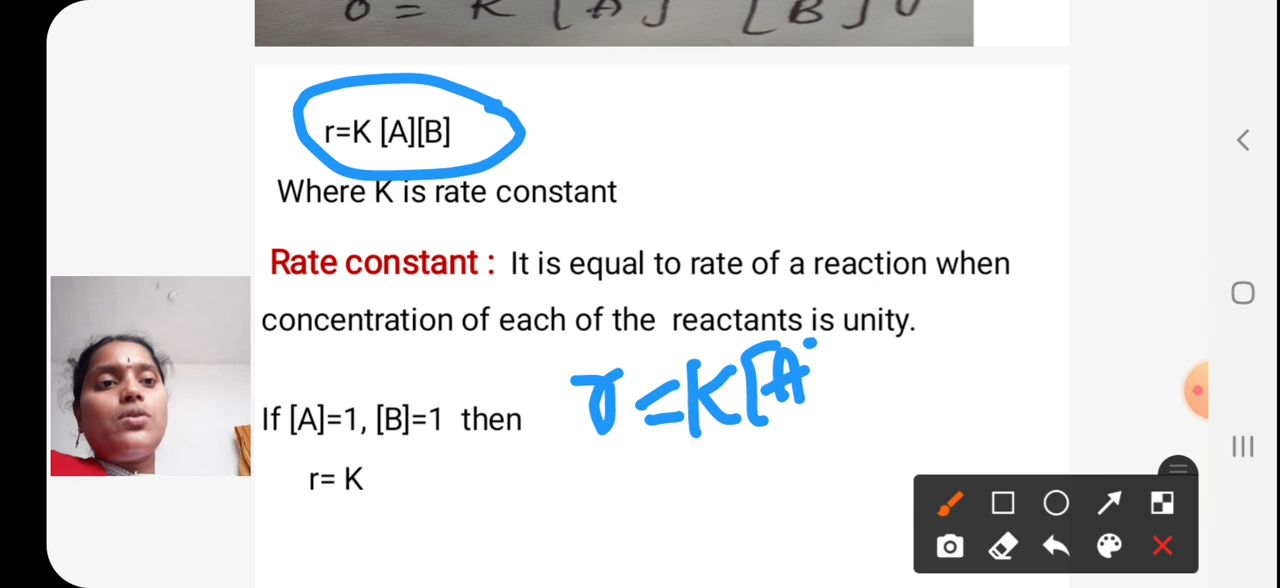 r = K [A] [B]
r=K [A][B]
Where K is rate constant
Rate constant : It is equal to rate of a reaction when
concentration of each of the reactants is unity.
r=K[A
If [A]=1, [B]=1 then
r= K